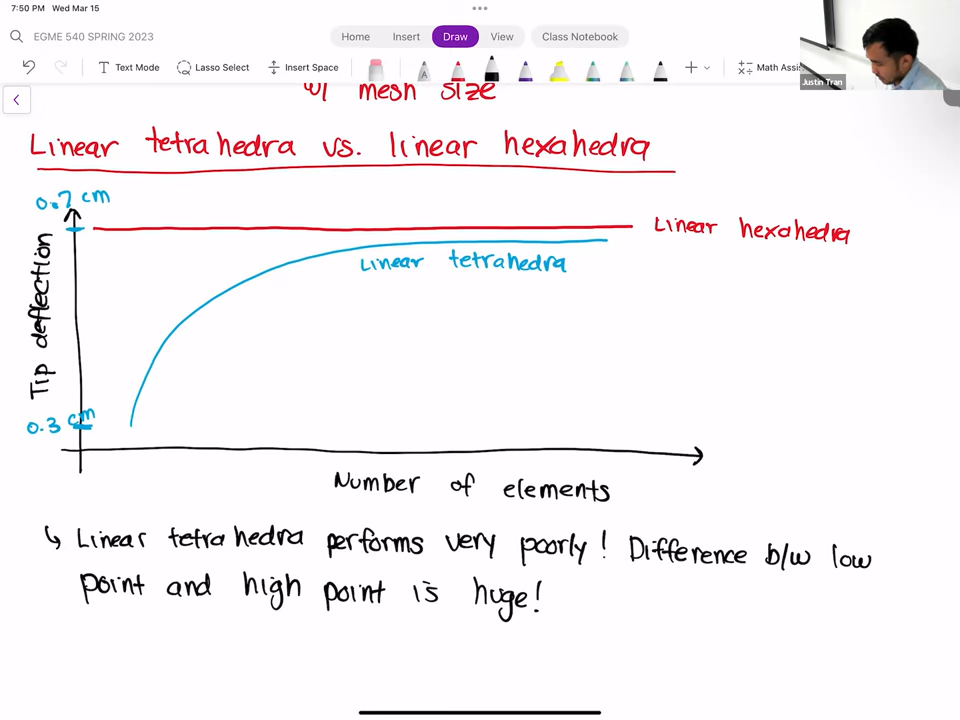 7:50 PM Wed Mar 15
EGME 540 SPRING 2023
Home Insert Draw View Class Notebook
Text Mode Lasso Select Insert Space A Math Assis
Justin Tran
w/ mesh size
Linear tetrahedra vs. linear hexahedra
0.7 cm
Linear hexahedra
Linear tetrahedra
Tip deflection
0.3 cm
Number of elements
↳ Linear tetrahedra performs very poorly! Difference b/w low
point and high point is huge!